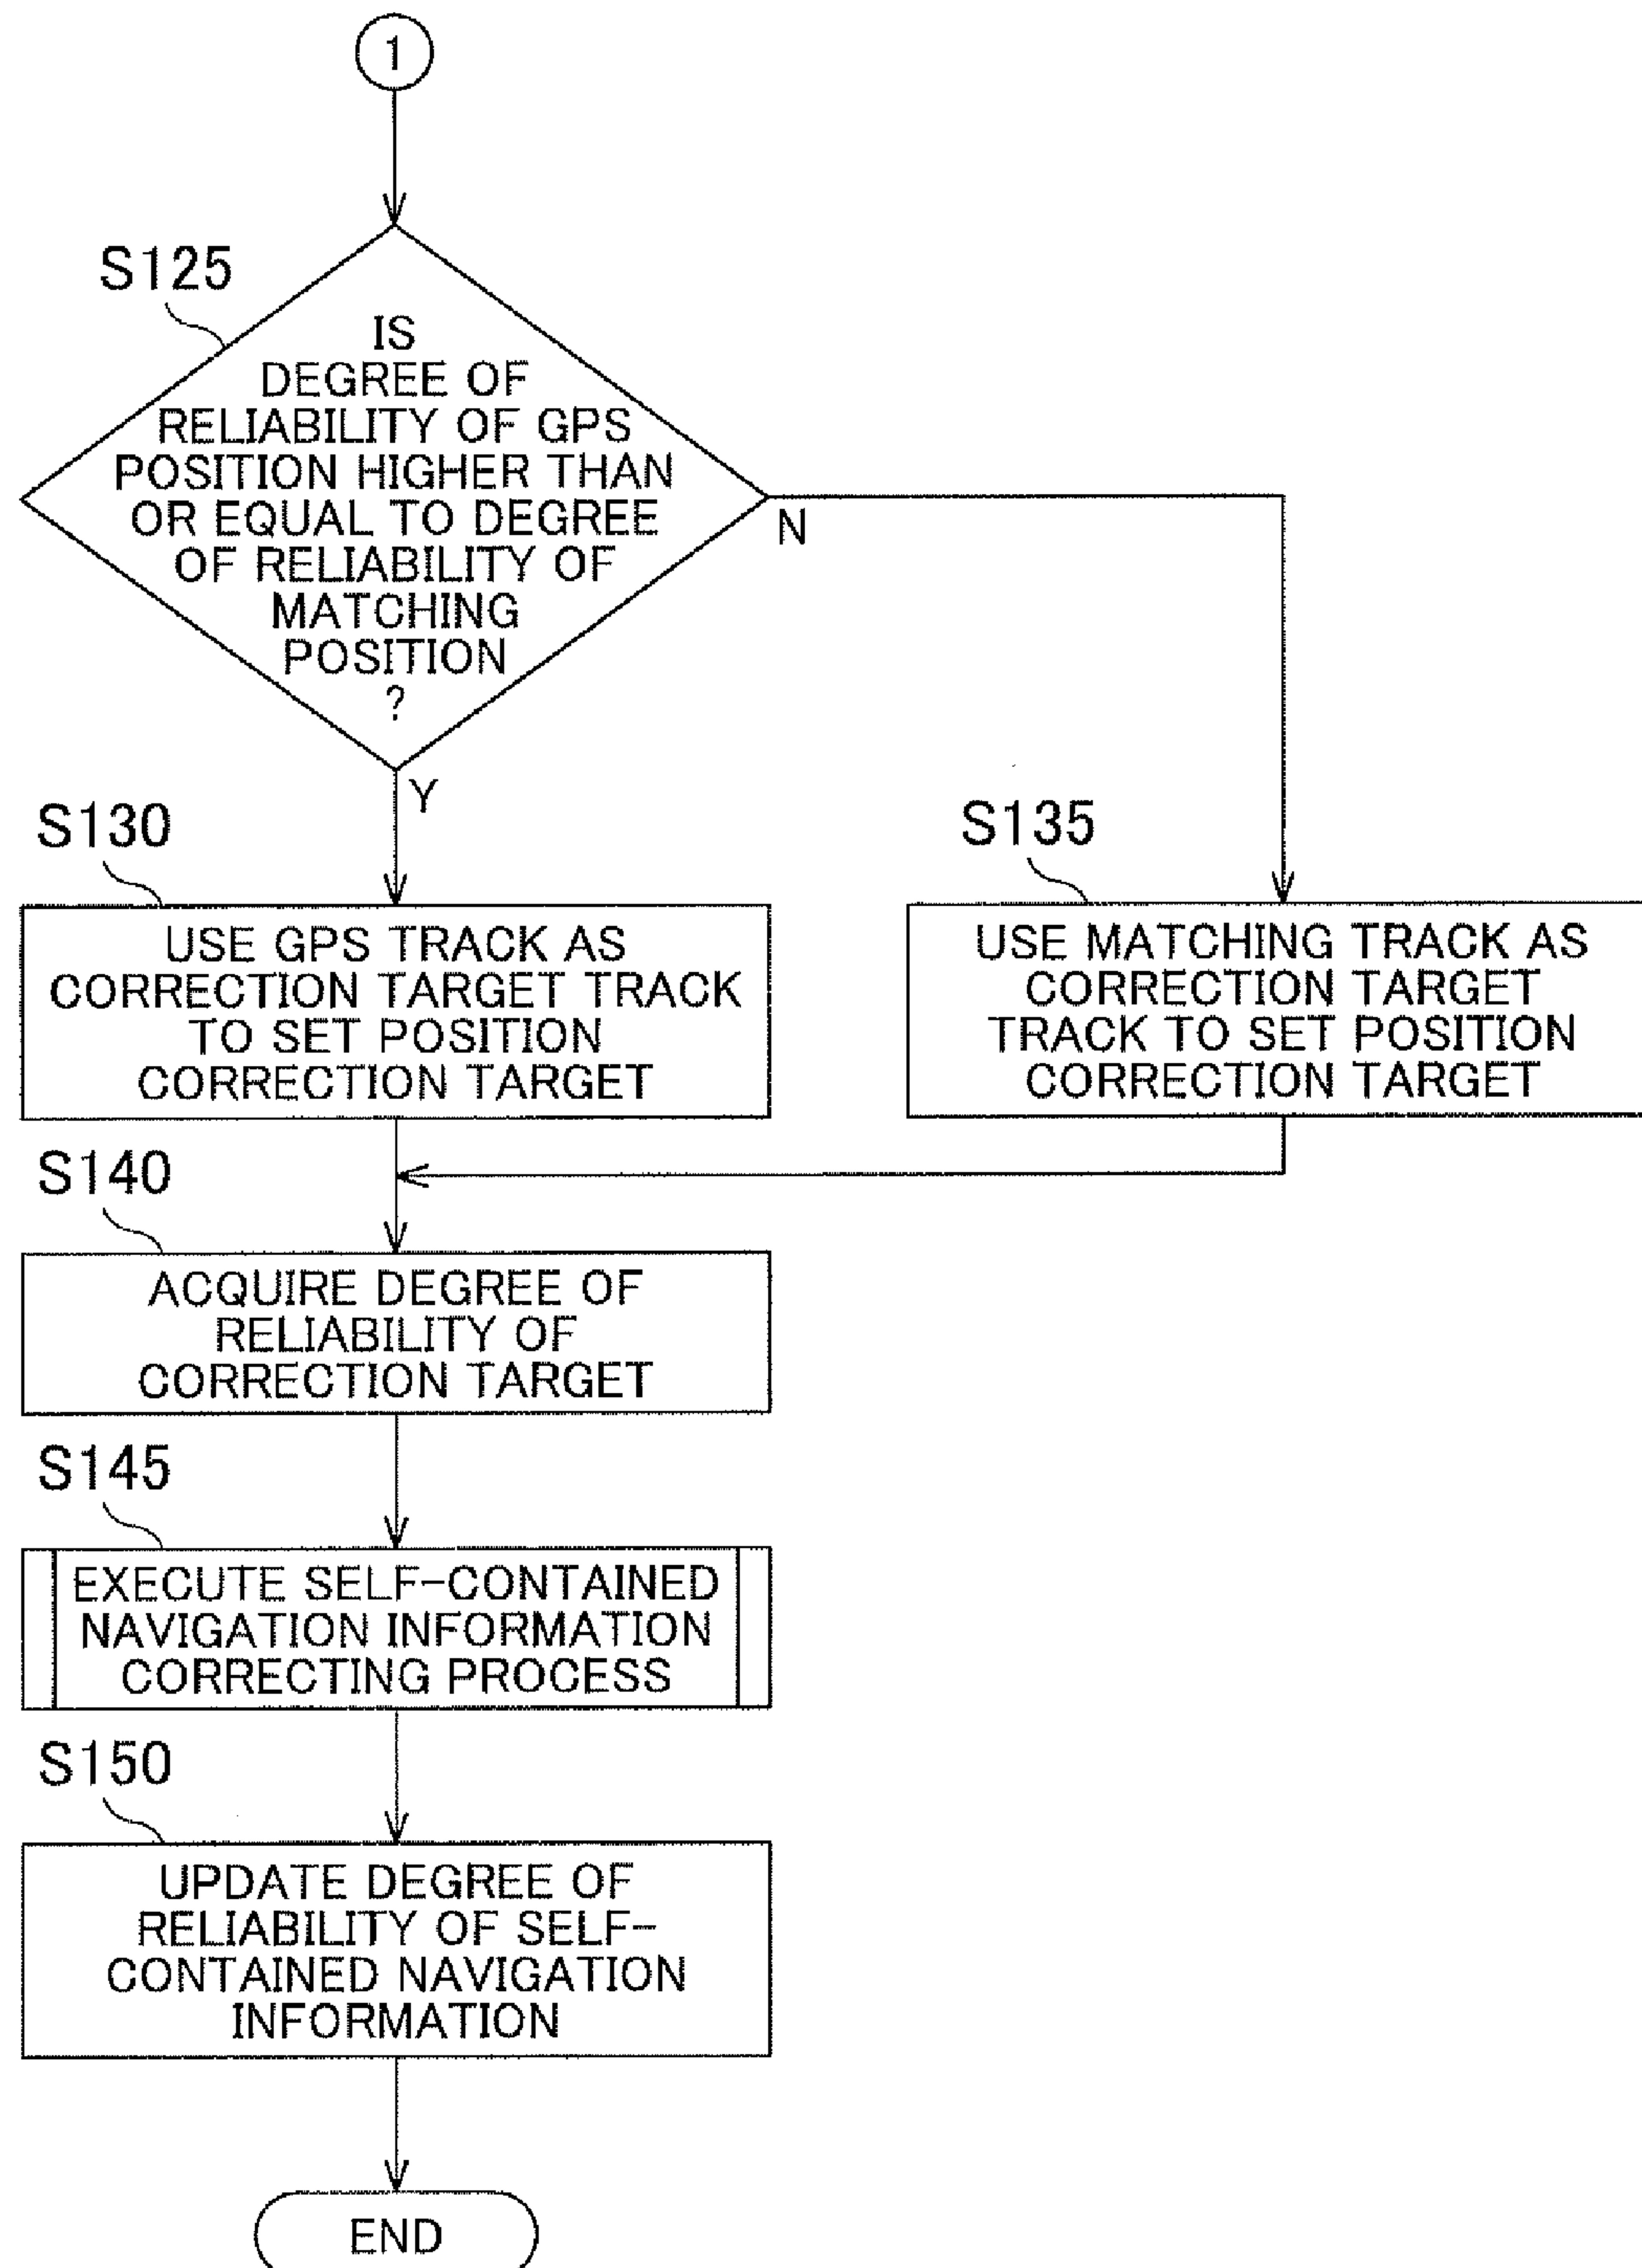 1
S125
IS
DEGREE OF
RELIABILITY OF GPS
POSITION HIGHER THAN
OR EQUAL TO DEGREE
OF RELIABILITY OF
MATCHING
POSITION
?
N
Y
S130
USE GPS TRACK AS
CORRECTION TARGET TRACK
TO SET POSITION
CORRECTION TARGET
S135
USE MATCHING TRACK AS
CORRECTION TARGET
TRACK TO SET POSITION
CORRECTION TARGET
S140
ACQUIRE DEGREE OF
RELIABILITY OF
CORRECTION TARGET
S145
EXECUTE SELF-CONTAINED
NAVIGATION INFORMATION
CORRECTING PROCESS
S150
UPDATE DEGREE OF
RELIABILITY OF SELF-
CONTAINED NAVIGATION
INFORMATION
END